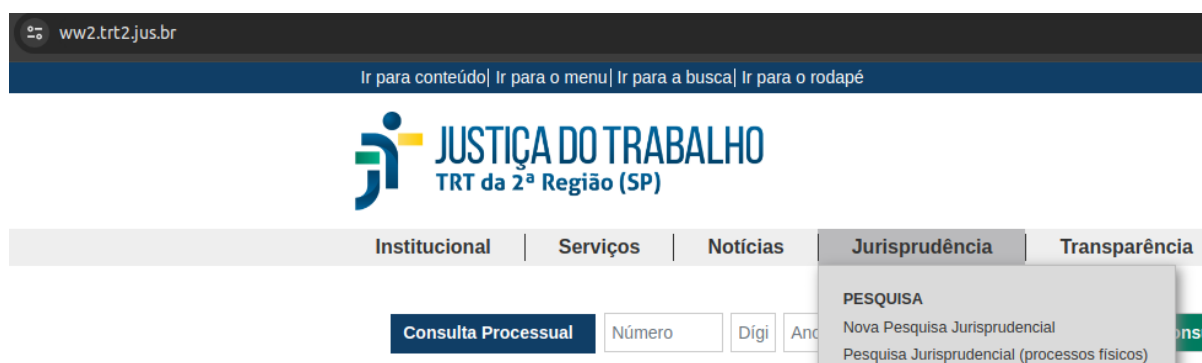 ww2.trt2.jus.br
Ir para conteúdo| Ir para o menu| Ir para a busca| Ir para o rodapé
JUSTIÇA DO TRABALHO
TRT da 2ª Região (SP)
Institucional Serviços Notícias Jurisprudência Transparência
PESQUISA
Consulta Processual Número Dígi
Nova Pesquisa Jurisprudencial
Pesquisa Jurisprudencial (processos físicos)